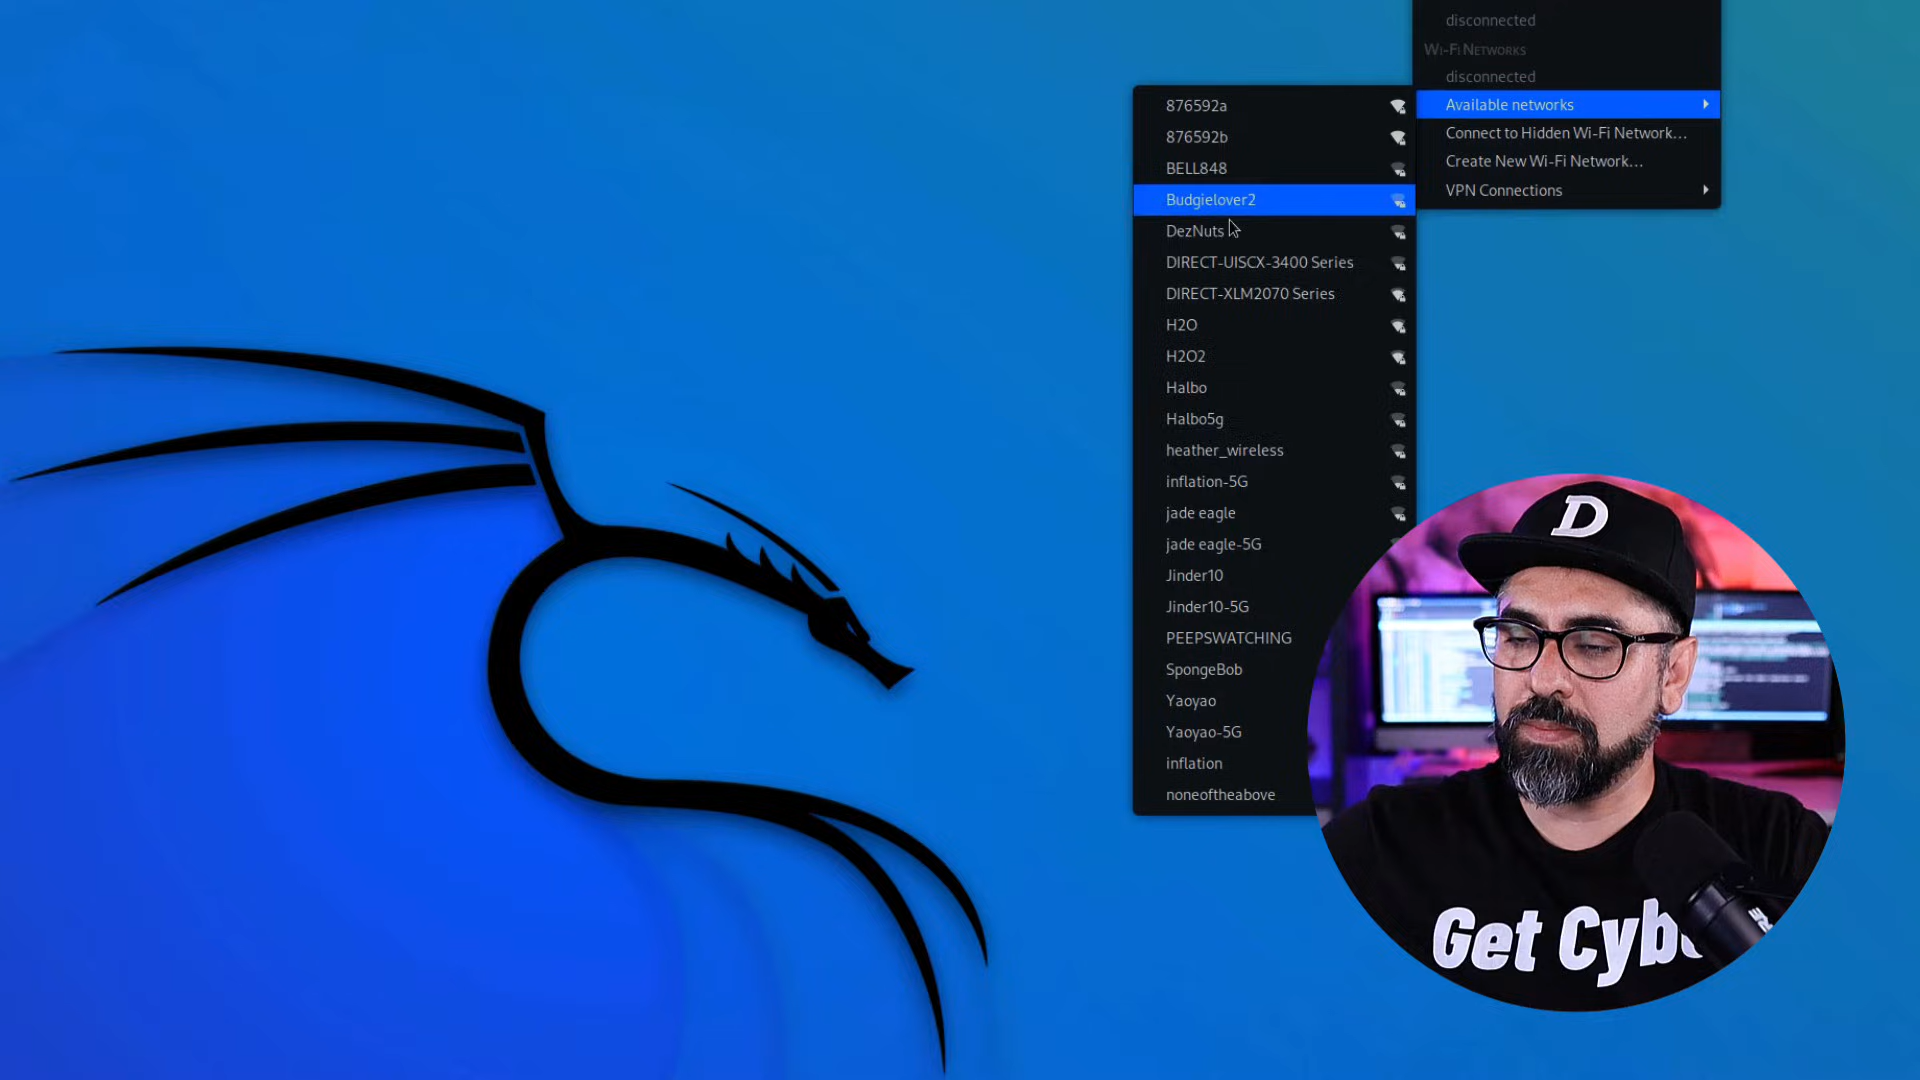 disconnected
Wi-Fi Networks
disconnected
Available networks
Connect to Hidden Wi-Fi Network...
Create New Wi-Fi Network...
VPN Connections
876592a
876592b
BELL848
Budgielover2
DezNuts
DIRECT-UISCX-3400 Series
DIRECT-XLM2070 Series
H2O
H2O2
Halbo
Halbo5g
heather_wireless
inflation-5G
jade eagle
jade eagle-5G
Jinder10
Jinder10-5G
PEEPSWATCHING
SpongeBob
Yaoyao
Yaoyao-5G
inflation
noneoftheabove
D
Get Cybe